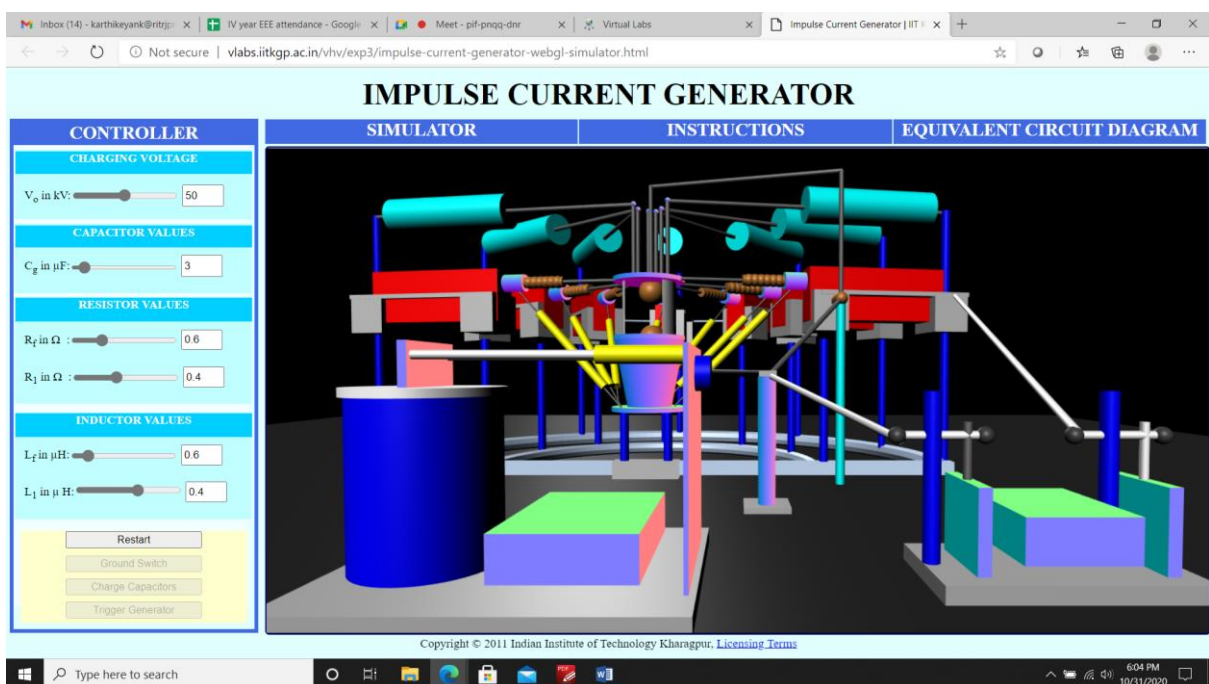 Inbox (14) - karthikeyank@ritrjp
IV year EEE attendance - Google
Meet - pif-pnqq-dnr
Virtual Labs
Impulse Current Generator | IIT
Not secure | vlabs.iitkgp.ac.in/vhv/exp3/impulse-current-generator-webgl-simulator.html
IMPULSE CURRENT GENERATOR
CONTROLLER
SIMULATOR
INSTRUCTIONS
EQUIVALENT CIRCUIT DIAGRAM
CHARGING VOLTAGE
Vo in kV: 50
CAPACITOR VALUES
Cg in µF: 3
RESISTOR VALUES
Rf in Ω : 0.6
R1 in Ω : 0.4
INDUCTOR VALUES
Lf in µH: 0.6
L1 in µ H: 0.4
Restart
Ground Switch
Charge Capacitors
Trigger Generator
Copyright © 2011 Indian Institute of Technology Kharagpur, Licensing Terms
Type here to search
PDF
6:04 PM
10/31/2020